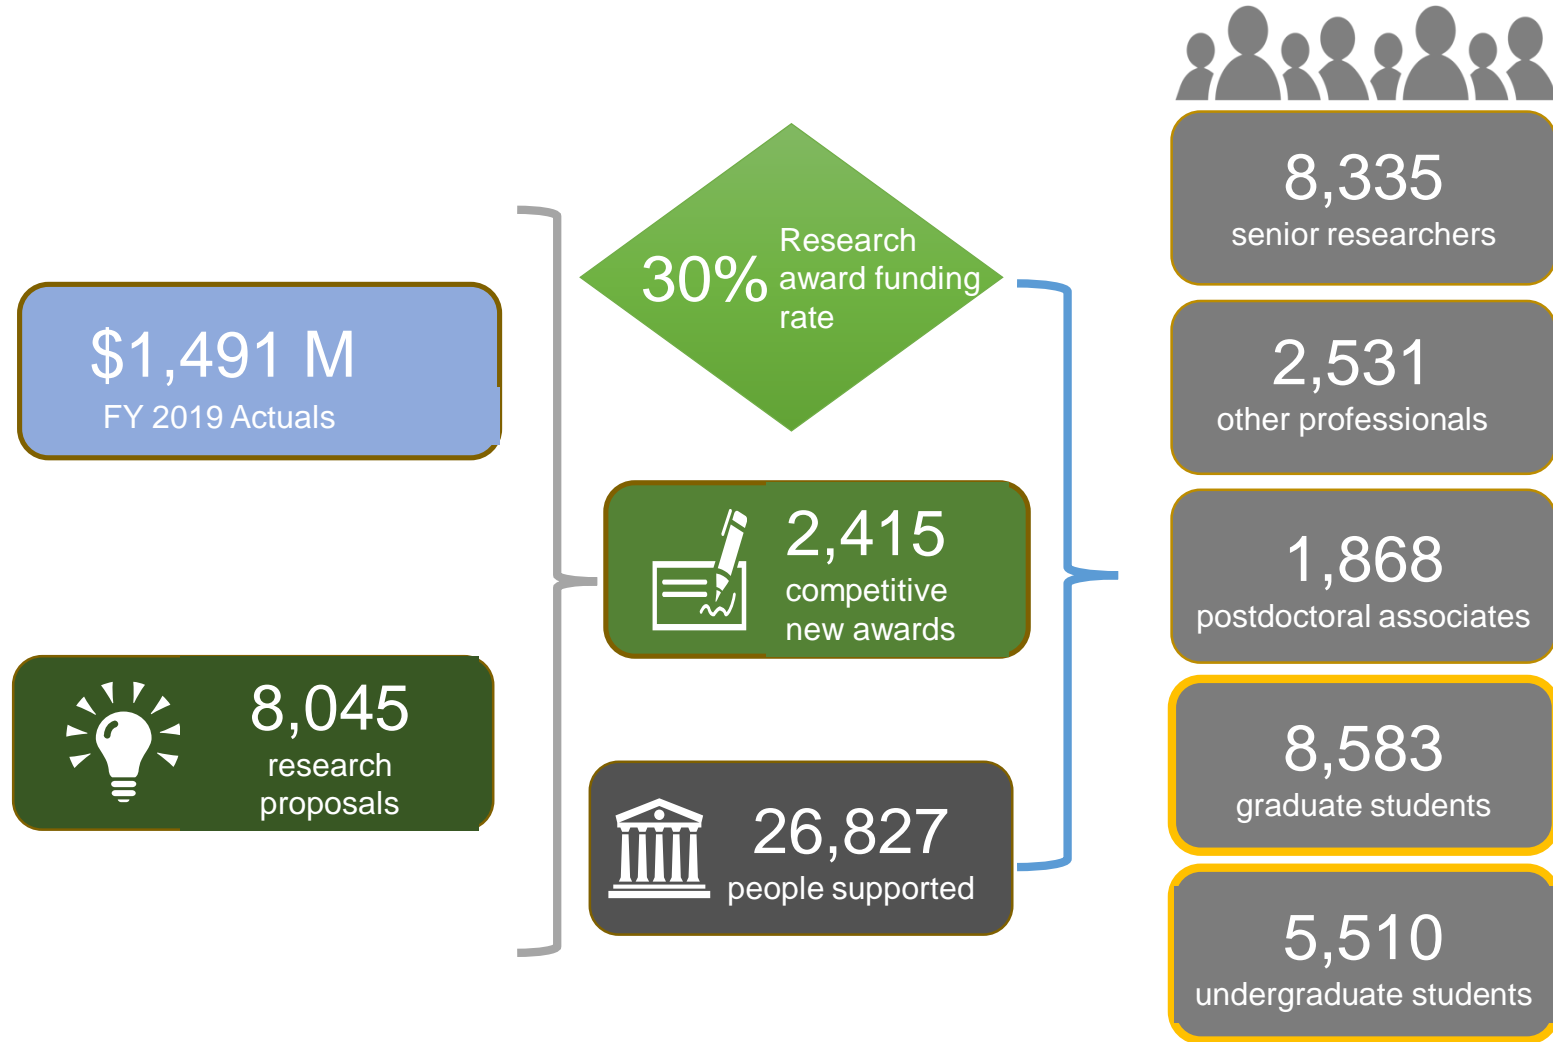 $1,491 M
FY 2019 Actuals
8,045
research
proposals
30%
Research
award funding
rate
2,415
competitive
new awards
26,827
people supported
8,335
senior researchers
2,531
other professionals
1,868
postdoctoral associates
8,583
graduate students
5,510
undergraduate students